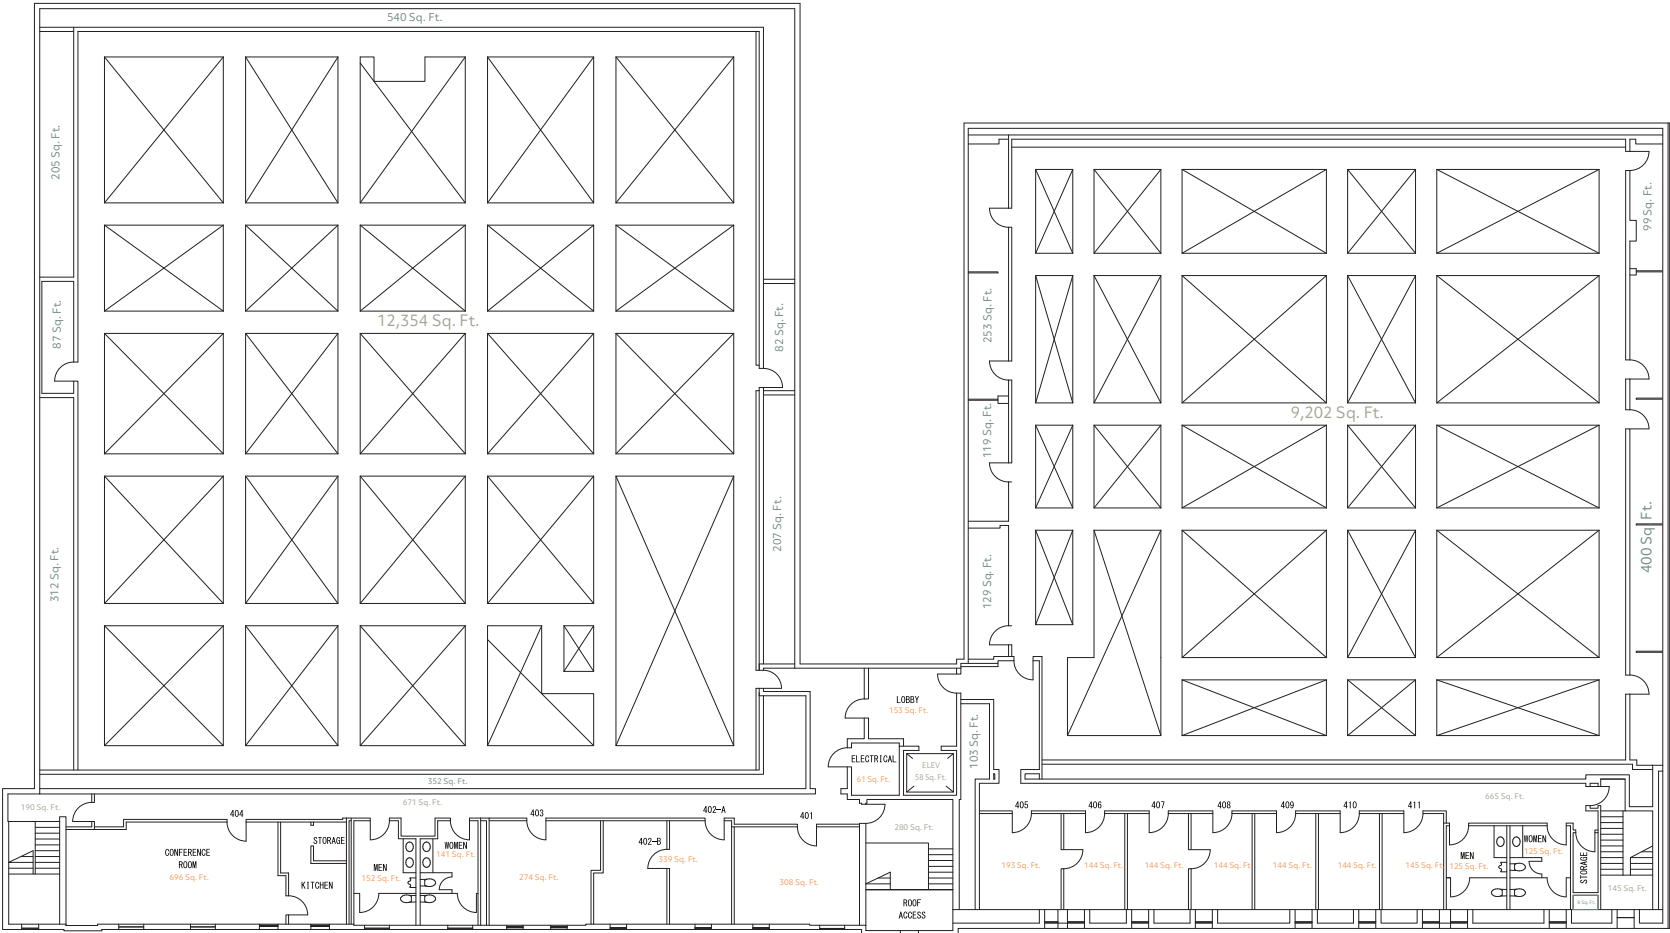 540 Sq. Ft.
205 Sq. Ft.
99 Sq. Ft.
87 Sq. Ft.
12,354 Sq. Ft.
82 Sq. Ft.
253 Sq. Ft.
9,202 Sq. Ft.
119 Sq. Ft.
312 Sq. Ft.
207 Sq. Ft.
129 Sq. Ft.
400 Sq. Ft.
LOBBY
153 Sq. Ft.
103 Sq. Ft.
ELECTRICAL
61 Sq. Ft.
ELEV
58 Sq. Ft.
352 Sq. Ft.
190 Sq. Ft.
671 Sq. Ft.
665 Sq. Ft.
404
403
402-A
401
405
406
407
408
409
410
411
280 Sq. Ft.
CONFERENCE
ROOM
696 Sq. Ft.
STORAGE
KITCHEN
MEN
152 Sq. Ft.
WOMEN
141 Sq. Ft.
274 Sq. Ft.
402-B
339 Sq. Ft.
308 Sq. Ft.
ROOF
ACCESS
193 Sq. Ft.
144 Sq. Ft.
144 Sq. Ft.
144 Sq. Ft.
144 Sq. Ft.
144 Sq. Ft.
145 Sq. Ft.
MEN
125 Sq. Ft.
WOMEN
125 Sq. Ft.
STORAGE
8 Sq. Ft.
145 Sq. Ft.